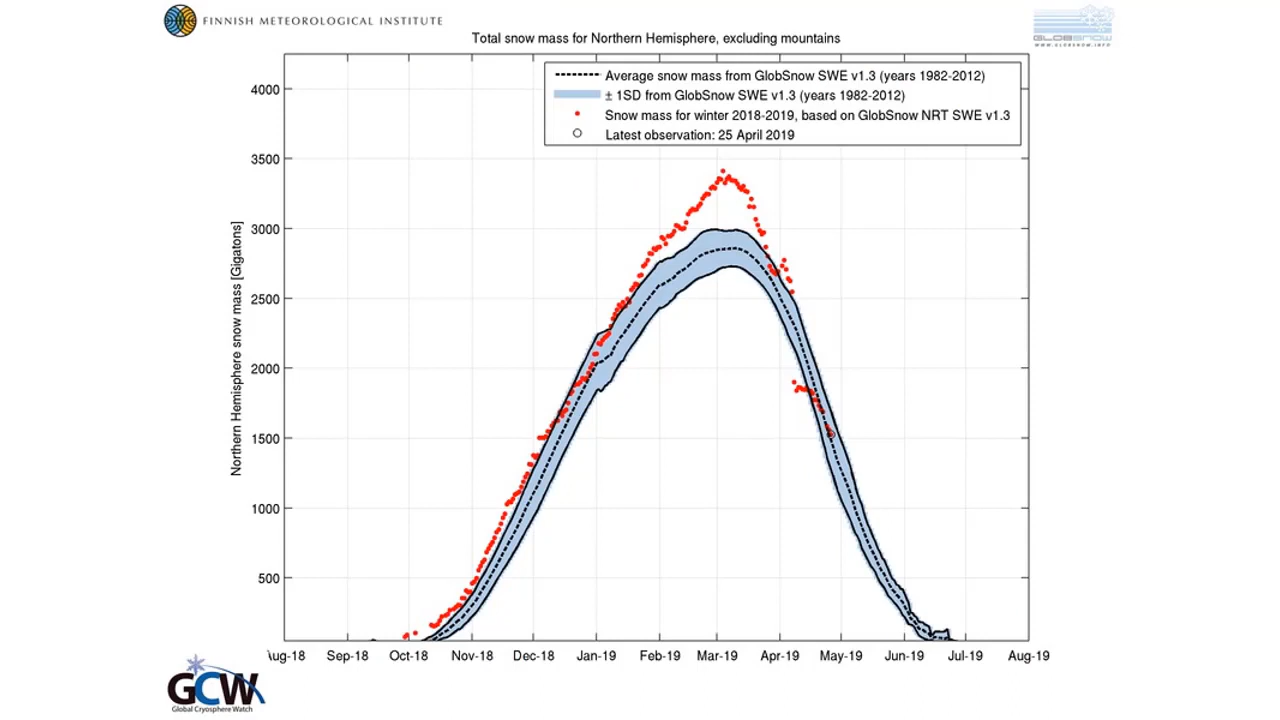 FINNISH METEOROLOGICAL INSTITUTE
GLOBSNOW
WWW.GLOBSNOW.INFO
Total snow mass for Northern Hemisphere, excluding mountains
Average snow mass from GlobSnow SWE v1.3 (years 1982-2012)
± 1SD from GlobSnow SWE v1.3 (years 1982-2012)
Snow mass for winter 2018-2019, based on GlobSnow NRT SWE v1.3
Latest observation: 25 April 2019
Northern Hemisphere snow mass [Gigatons]
4000
3500
3000
2500
2000
1500
1000
500
Aug-18 Sep-18 Oct-18 Nov-18 Dec-18 Jan-19 Feb-19 Mar-19 Apr-19 May-19 Jun-19 Jul-19 Aug-19
GCW
Global Cryosphere Watch